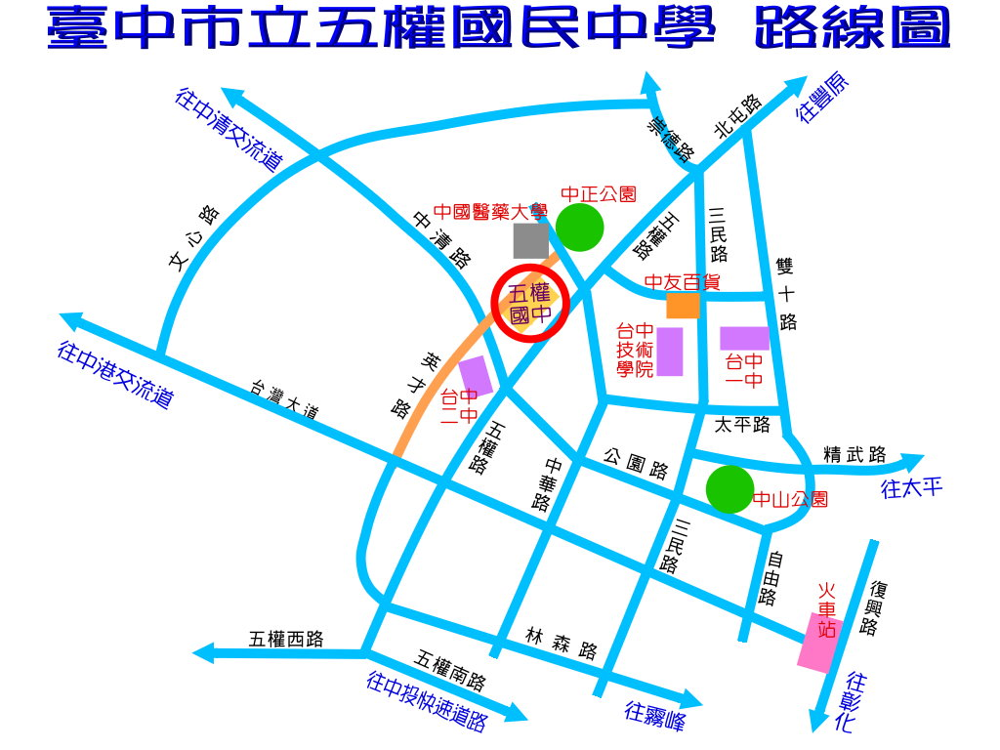 臺中市立五權國民中學 路線圖
往中清交流道
崇德路
北屯路
往豐原
中正公園
中國醫藥大學
文心路
中清路
五權路
三民路
雙十路
中友百貨
五權
國中
台中
技術
學院
台中
一中
往中港交流道
英才路
台中
二中
台灣大道
五權路
太平路
中華路
公園路
精武路
往太平
中山公園
三民路
自由路
火車站
復興路
五權西路
林森路
五權南路
往中投快速道路
往霧峰
往彰化